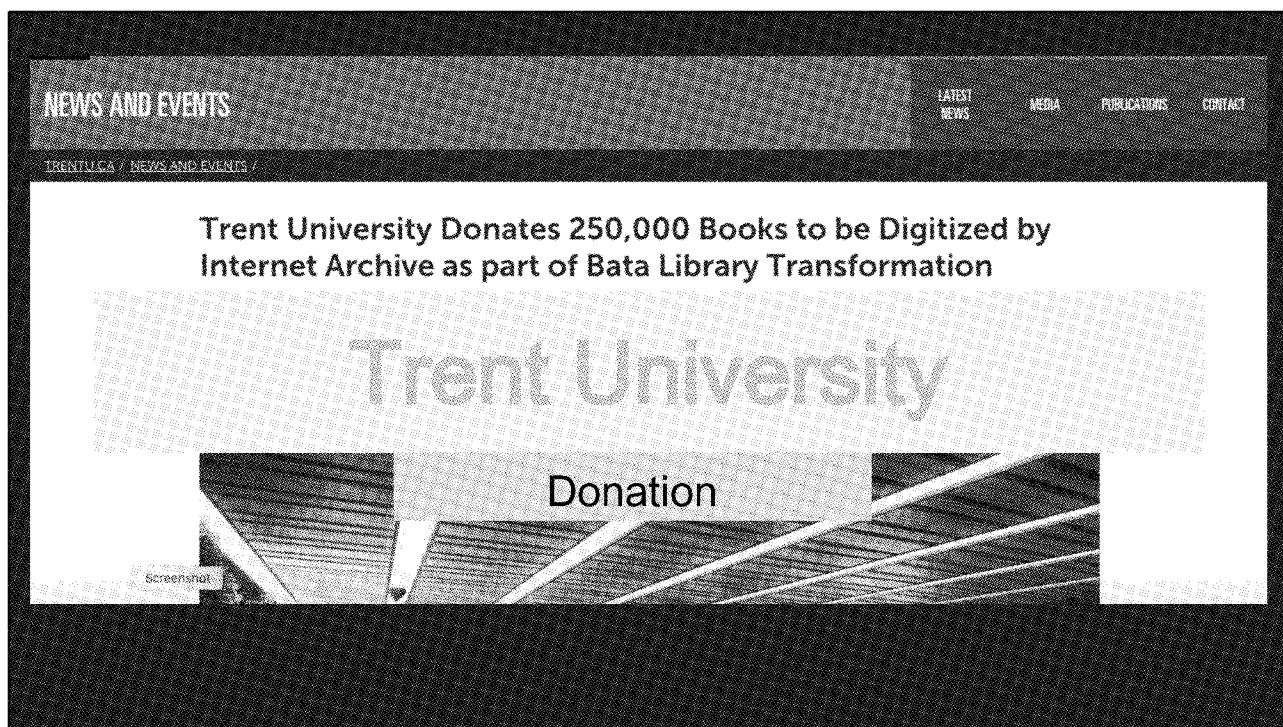 NEWS AND EVENTS
LATEST
NEWS
MEDIA
PUBLICATIONS
CONTACT
TRENTU.CA / NEWS AND EVENTS /
Trent University Donates 250,000 Books to be Digitized by
Internet Archive as part of Bata Library Transformation
Trent University
Donation
Screenshot